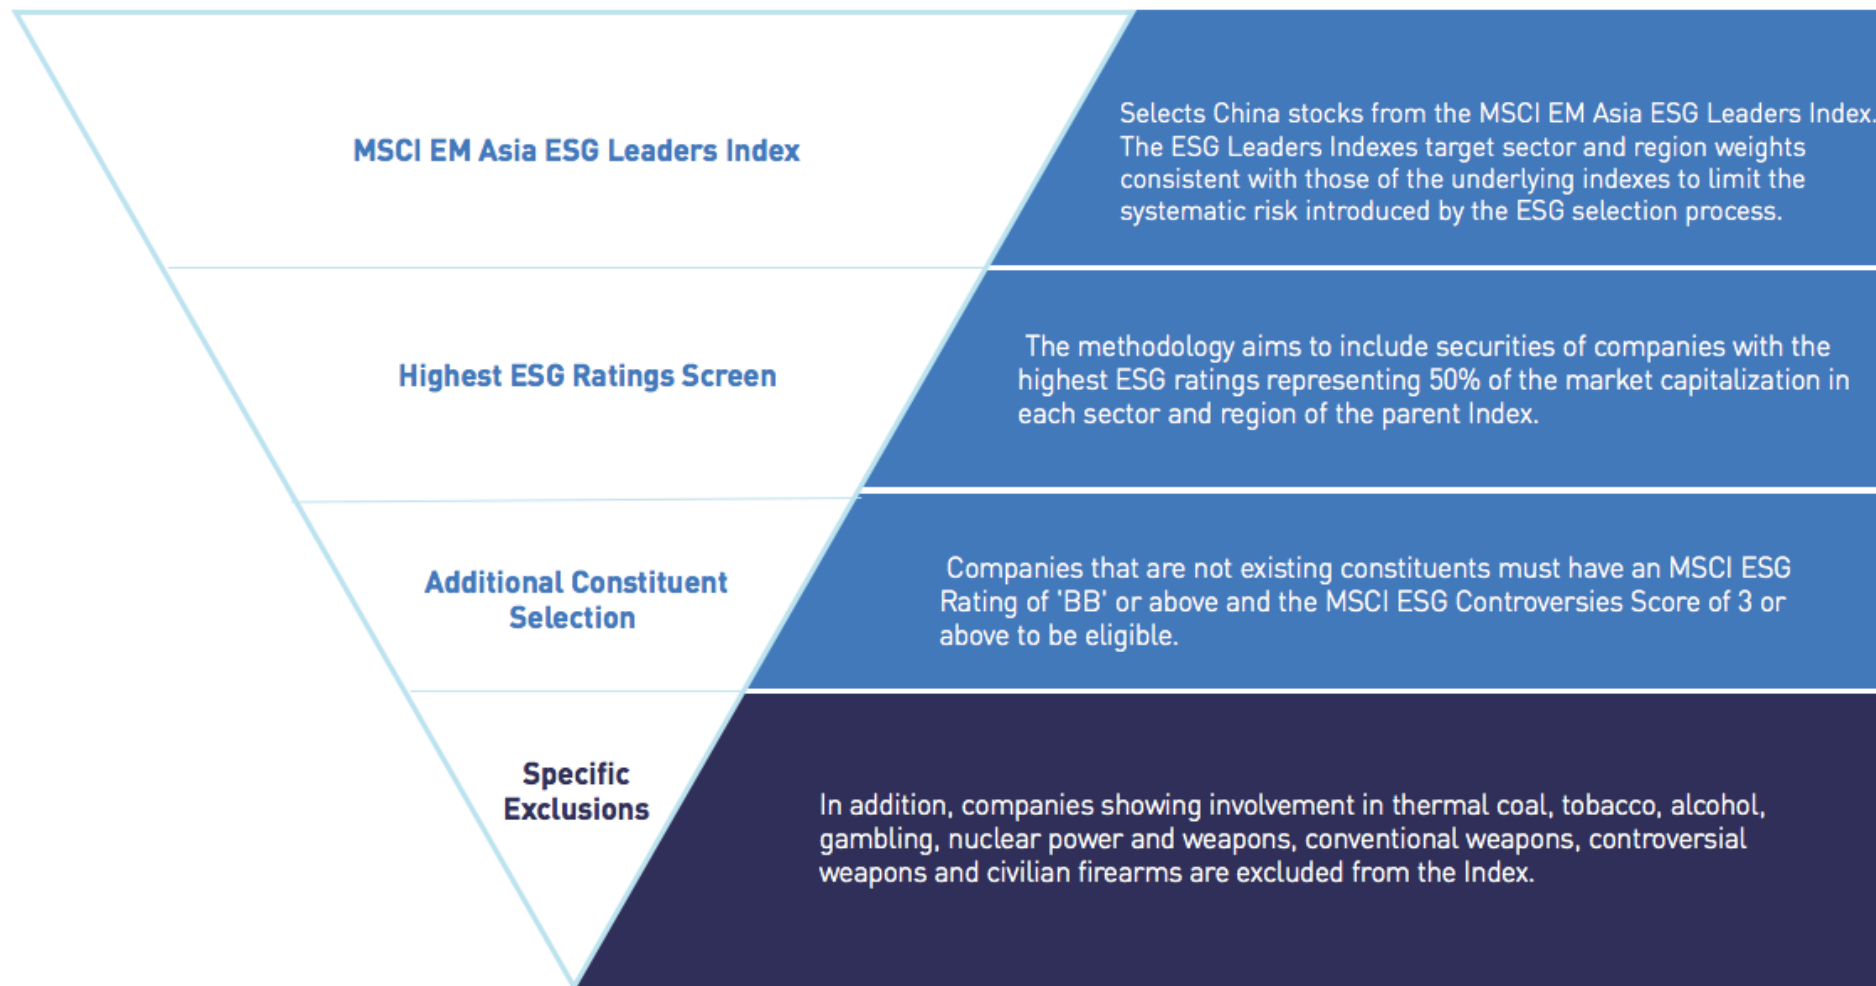 MSCI EM Asia ESG Leaders Index
Selects China stocks from the MSCI EM Asia ESG Leaders Index.
The ESG Leaders Indexes target sector and region weights
consistent with those of the underlying indexes to limit the
systematic risk introduced by the ESG selection process.
Highest ESG Ratings Screen
The methodology aims to include securities of companies with the
highest ESG ratings representing 50% of the market capitalization in
each sector and region of the parent Index.
Additional Constituent
Selection
Companies that are not existing constituents must have an MSCI ESG
Rating of 'BB' or above and the MSCI ESG Controversies Score of 3 or
above to be eligible.
Specific
Exclusions
In addition, companies showing involvement in thermal coal, tobacco, alcohol,
gambling, nuclear power and weapons, conventional weapons, controversial
weapons and civilian firearms are excluded from the Index.